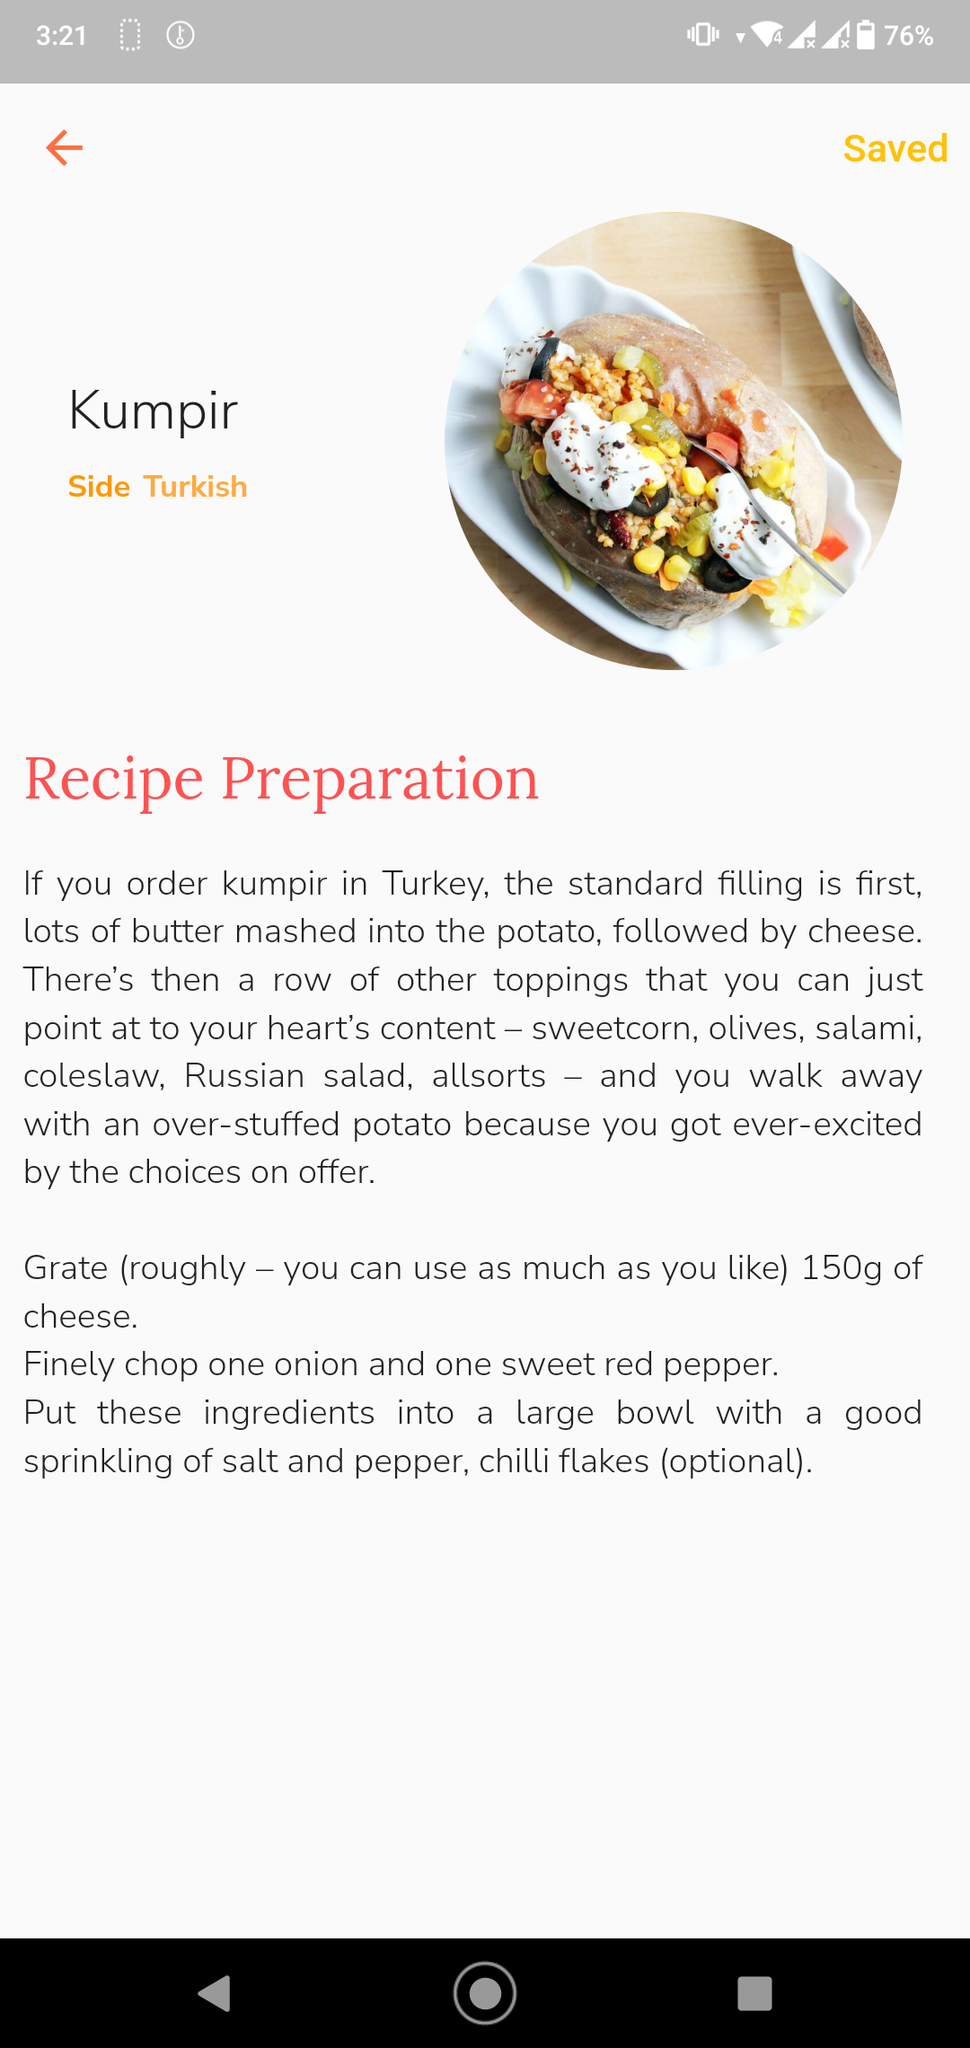 3:21
4
76%
Saved
Kumpir
Side Turkish
Recipe Preparation
If you order kumpir in Turkey, the standard filling is first,
lots of butter mashed into the potato, followed by cheese.
There’s then a row of other toppings that you can just
point at to your heart’s content – sweetcorn, olives, salami,
coleslaw, Russian salad, allsorts – and you walk away
with an over-stuffed potato because you got ever-excited
by the choices on offer.
Grate (roughly – you can use as much as you like) 150g of
cheese.
Finely chop one onion and one sweet red pepper.
Put these ingredients into a large bowl with a good
sprinkling of salt and pepper, chilli flakes (optional).